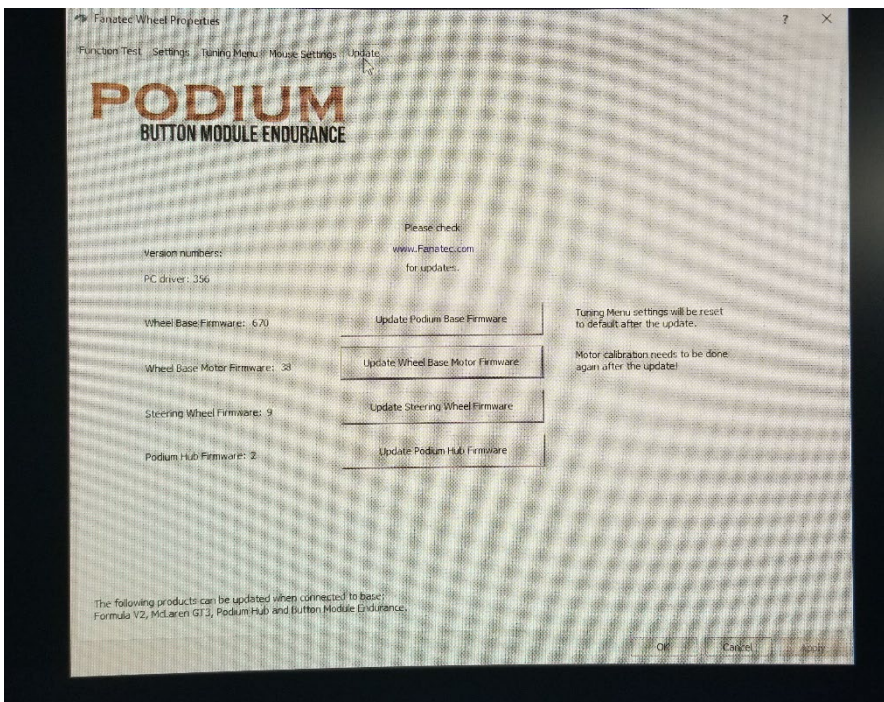 Fanatec Wheel Properties
? ×
Function Test Settings Tuning Menu Mouse Settings Update
PODIUM
BUTTON MODULE ENDURANCE
Please check
www.Fanatec.com
for updates.
Version numbers:
PC driver: 356
Wheel Base Firmware: 670
Update Podium Base Firmware
Tuning Menu settings will be reset
to default after the update.
Wheel Base Motor Firmware: 38
Update Wheel Base Motor Firmware
Motor calibration needs to be done
again after the update!
Steering Wheel Firmware: 9
Update Steering Wheel Firmware
Podium Hub Firmware: 2
Update Podium Hub Firmware
The following products can be updated when connected to base:
Formula V2, McLaren GT3, Podium Hub and Button Module Endurance.
OK Cancel Apply